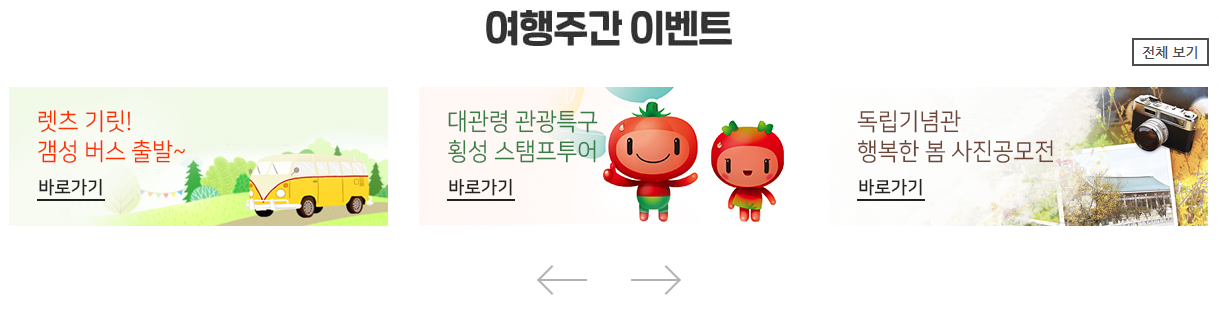 여행주간 이벤트
전체 보기
렛츠 기릿!
갬성 버스 출발~
바로가기
대관령 관광특구
횡성 스탬프투어
바로가기
독립기념관
행복한 봄 사진공모전
바로가기